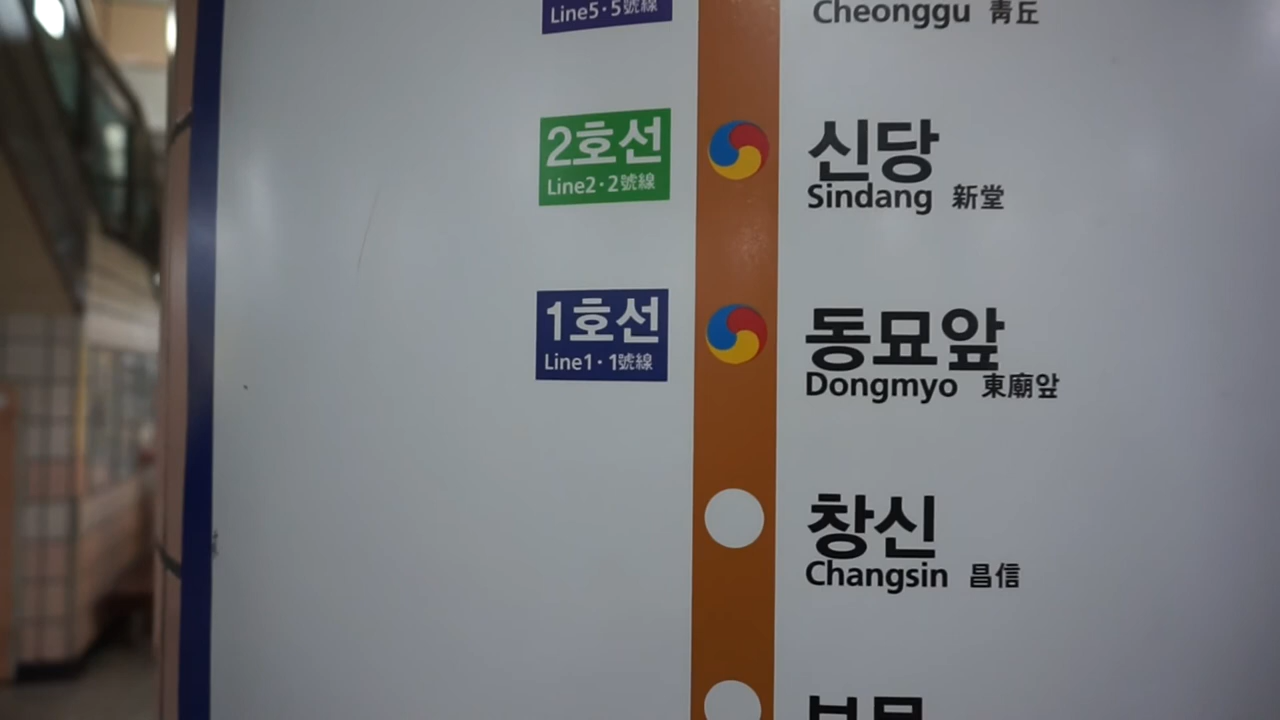 Line5·5號線
Cheonggu 靑丘
2호선
Line2·2號線
신당
Sindang 新堂
1호선
Line1·1號線
동묘앞
Dongmyo 東廟앞
창신
Changsin 昌信